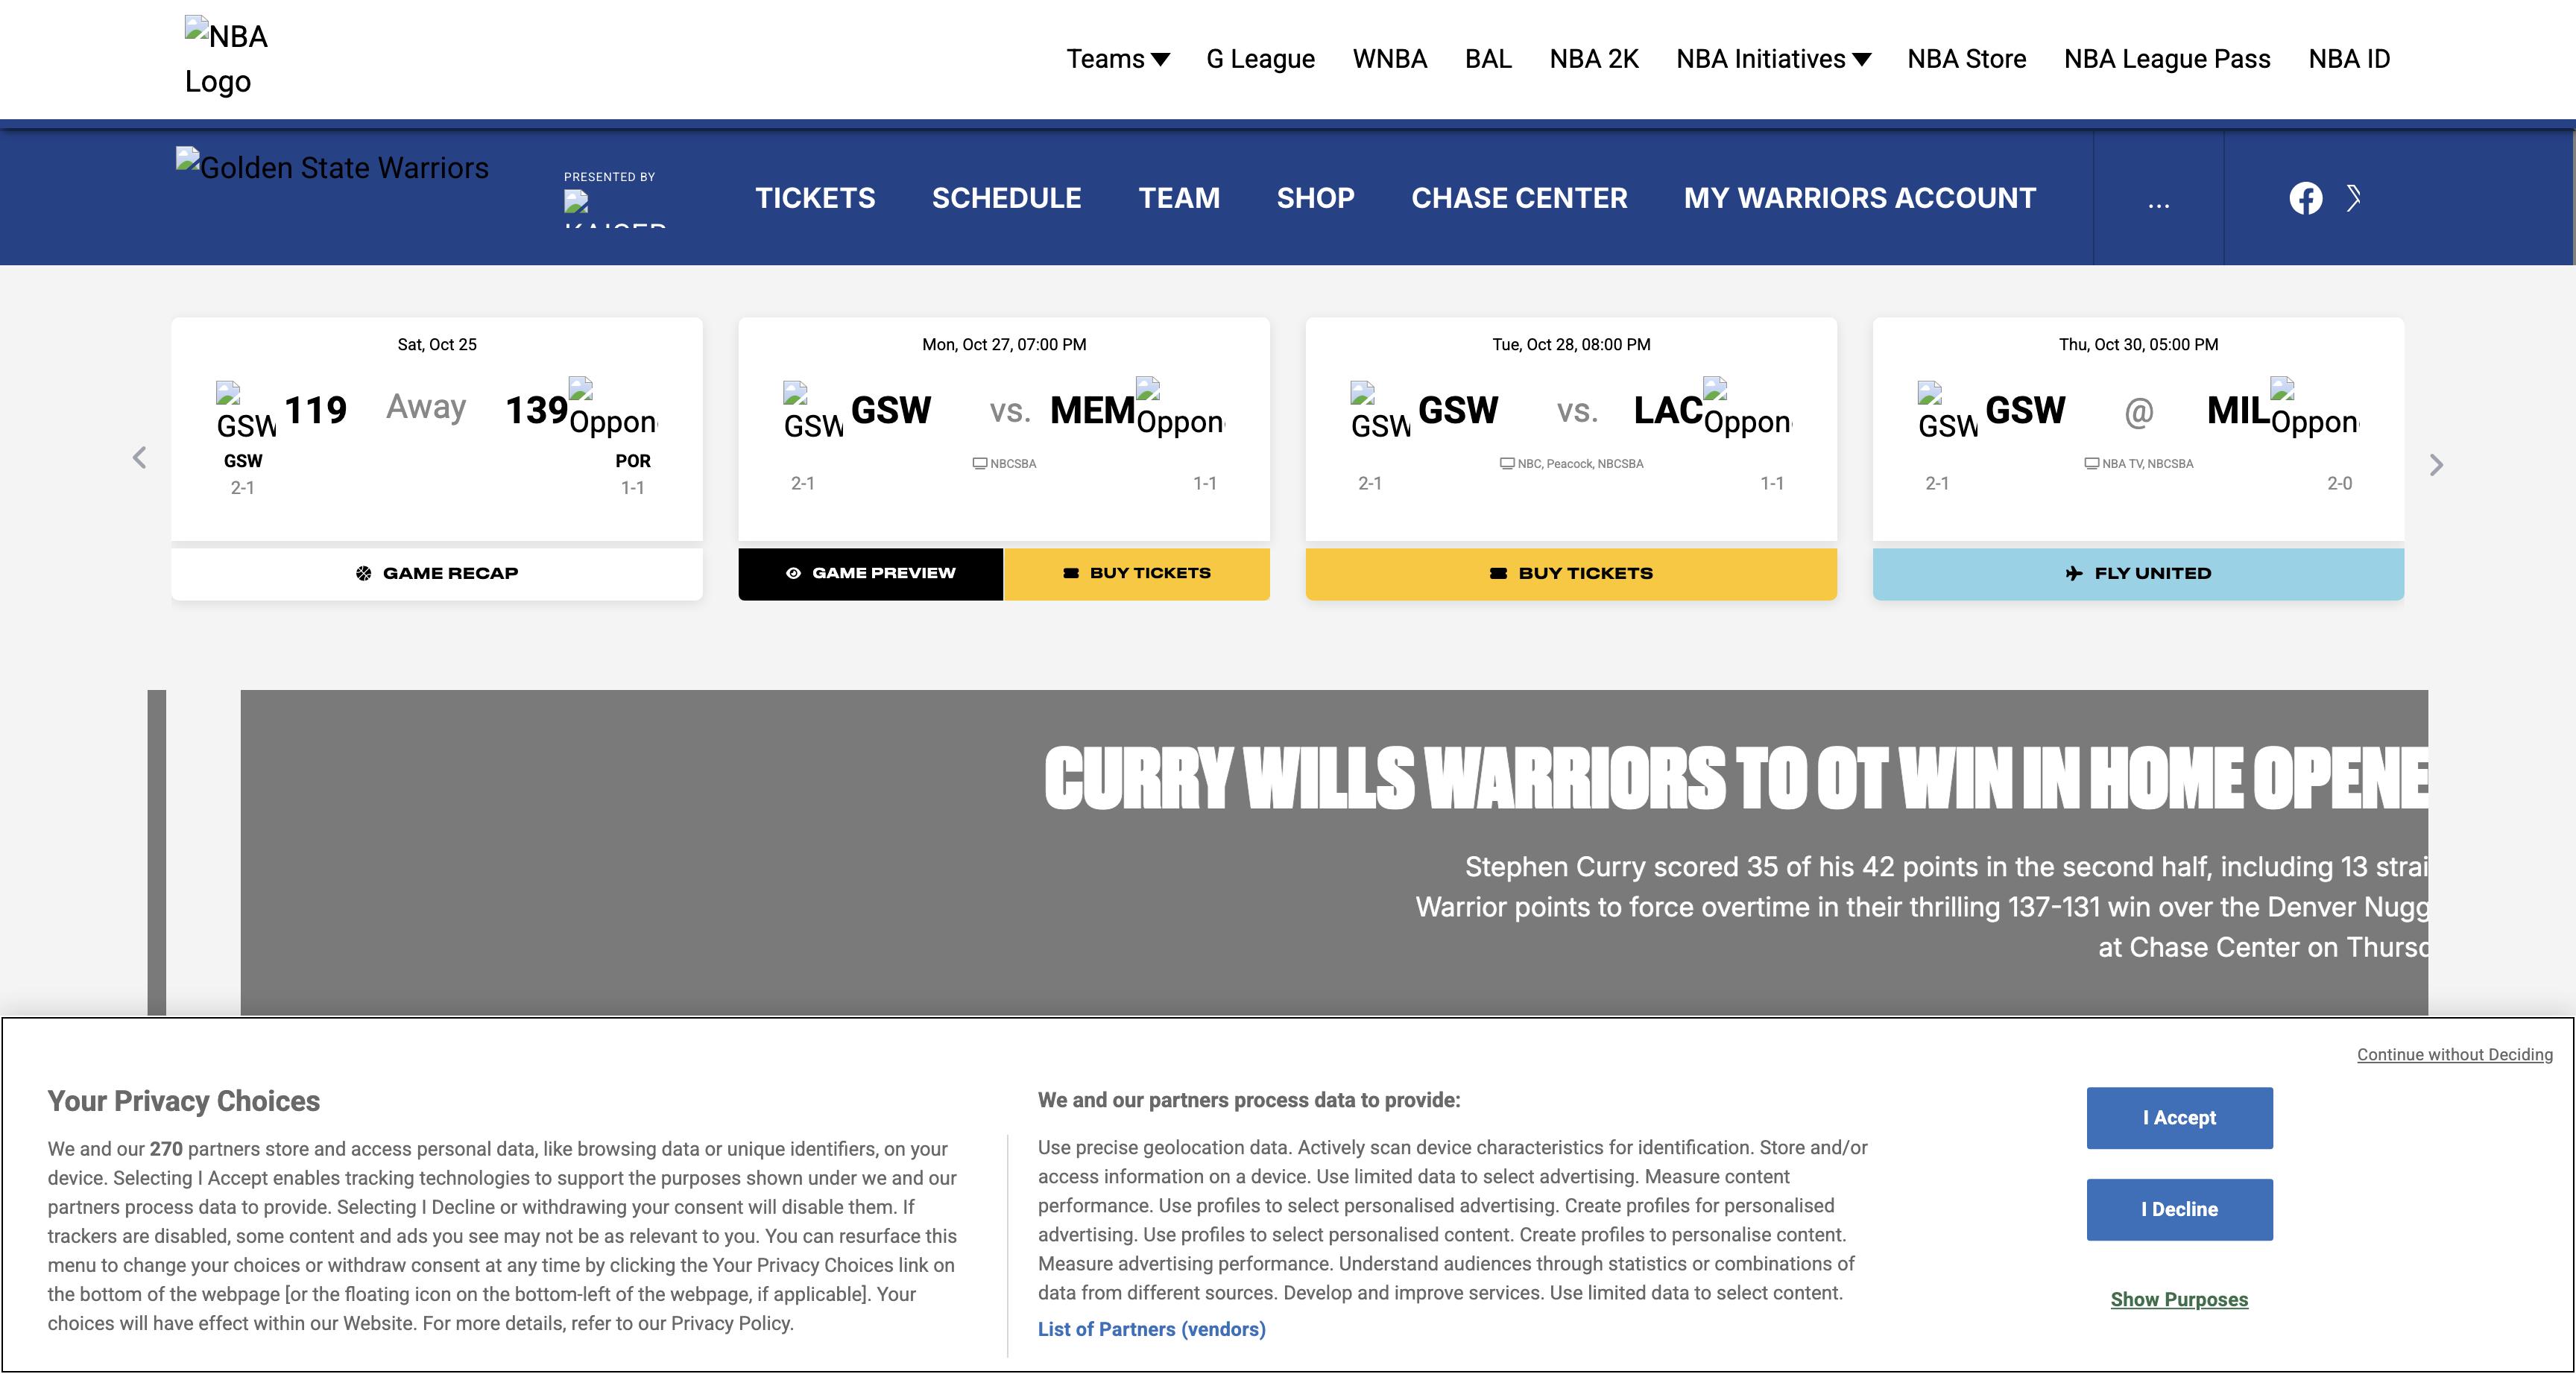 NBA
Logo
Teams G League WNBA BAL NBA 2K NBA Initiatives NBA Store NBA League Pass NBA ID
Golden State Warriors
PRESENTED BY
TICKETS SCHEDULE TEAM SHOP CHASE CENTER MY WARRIORS ACCOUNT ...
Sat, Oct 25
GSW 119 Away 139 Oppon
GSW POR
2-1 1-1
GAME RECAP
Mon, Oct 27, 07:00 PM
GSW GSW vs. MEM Oppon
NBCSBA
2-1 1-1
GAME PREVIEW BUY TICKETS
Tue, Oct 28, 08:00 PM
GSW GSW vs. LAC Oppon
NBC, Peacock, NBCSBA
2-1 1-1
BUY TICKETS
Thu, Oct 30, 05:00 PM
GSW GSW @ MIL Oppon
NBA TV, NBCSBA
2-1 2-0
FLY UNITED
CURRY WILLS WARRIORS TO OT WIN IN HOME OPENE
Stephen Curry scored 35 of his 42 points in the second half, including 13 strai
Warrior points to force overtime in their thrilling 137-131 win over the Denver Nugg
at Chase Center on Thurs
Continue without Deciding
Your Privacy Choices
We and our 270 partners store and access personal data, like browsing data or unique identifiers, on your
device. Selecting I Accept enables tracking technologies to support the purposes shown under we and our
partners process data to provide. Selecting I Decline or withdrawing your consent will disable them. If
trackers are disabled, some content and ads you see may not be as relevant to you. You can resurface this
menu to change your choices or withdraw consent at any time by clicking the Your Privacy Choices link on
the bottom of the webpage [or the floating icon on the bottom-left of the webpage, if applicable]. Your
choices will have effect within our Website. For more details, refer to our Privacy Policy.
We and our partners process data to provide:
Use precise geolocation data. Actively scan device characteristics for identification. Store and/or
access information on a device. Use limited data to select advertising. Measure content
performance. Use profiles to select personalised advertising. Create profiles for personalised
advertising. Use profiles to select personalised content. Create profiles to personalise content.
Measure advertising performance. Understand audiences through statistics or combinations of
data from different sources. Develop and improve services. Use limited data to select content.
List of Partners (vendors)
I Accept
I Decline
Show Purposes